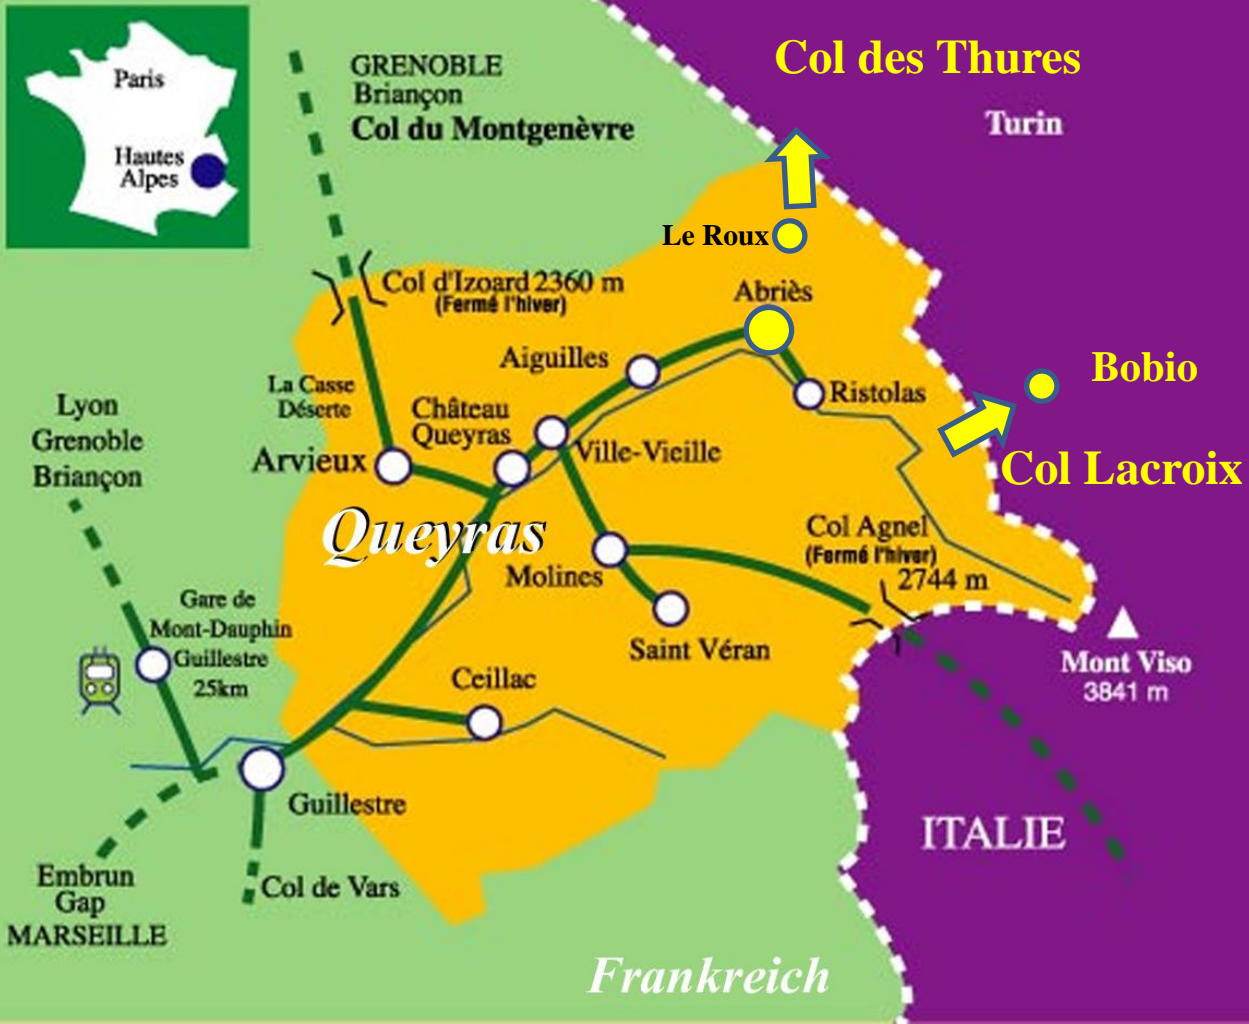 Paris
Hautes
Alpes
GRENOBLE
Briançon
Col du Montgenèvre
Col des Thures
Turin
Le Roux
Col d'Izoard 2360 m
(Fermé l'hiver)
Abriès
Aiguilles
La Casse
Déserte
Château
Queyras
Ristolas
Bobio
Lyon
Grenoble
Briançon
Arvieux
Ville-Vieille
Col Lacroix
Queyras
Col Agnel
(Fermé l'hiver)
2744 m
Molines
Gare de
Mont-Dauphin
Guillestre
25km
Saint Véran
Mont Viso
3841 m
Ceillac
Guillestre
ITALIE
Embrun
Gap
MARSEILLE
Col de Vars
Frankreich